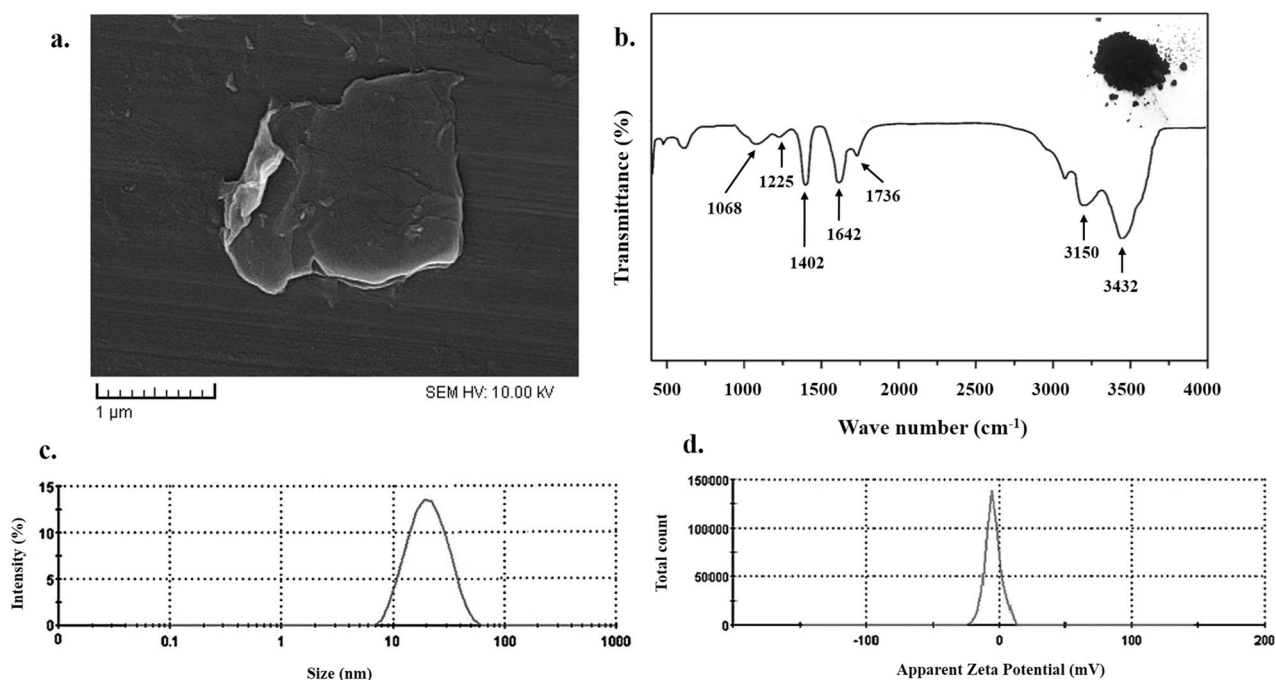 a.
SEM HV: 10.00 kV
1 µm
b.
Transmittance (%)
1068
1225
1402
1642
1736
3150
3432
500 1000 1500 2000 2500 3000 3500 4000
Wave number (cm-1)
c.
Intensity (%)
15
10
5
0
0 0.1 1 10 100 1000
Size (nm)
d.
Total count
150000
100000
50000
0
-100 0 100 200
Apparent Zeta Potential (mV)